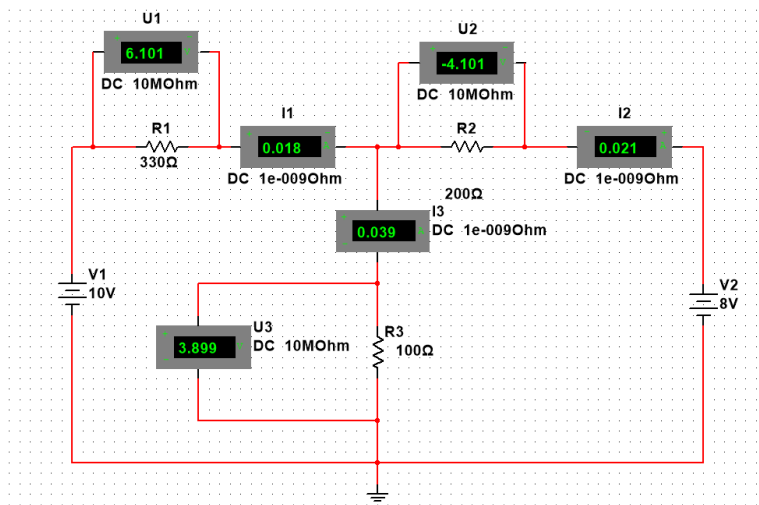 U1
6.101
DC 10MOhm
U2
-4.101
DC 10MOhm
R1
330Ω
I1
0.018
DC 1e-009Ohm
R2
200Ω
I2
0.021
DC 1e-009Ohm
I3
0.039
DC 1e-009Ohm
V1
10V
V2
8V
U3
3.899
DC 10MOhm
R3
100Ω